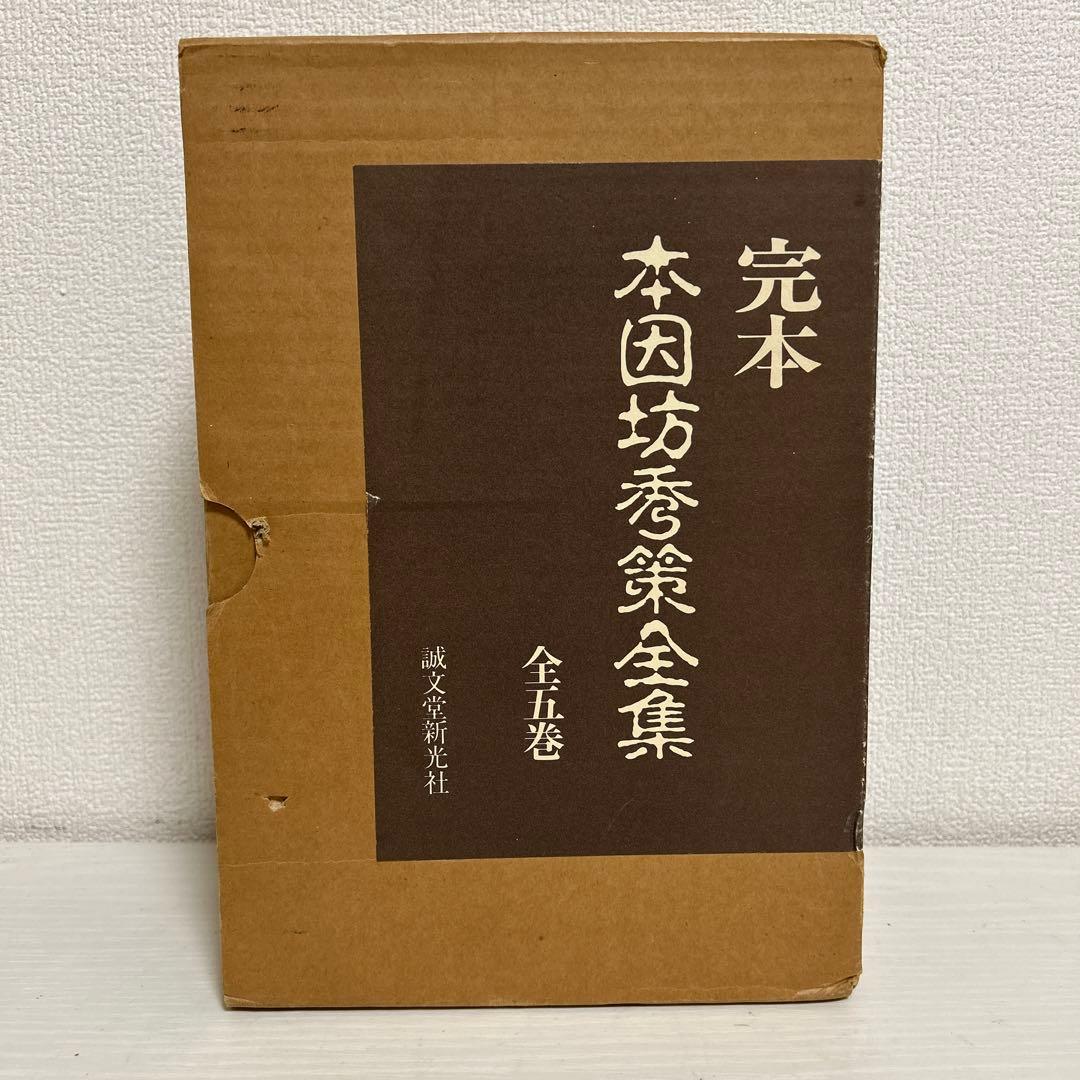 完本
本因坊秀策全集
全五巻
誠文堂新光社